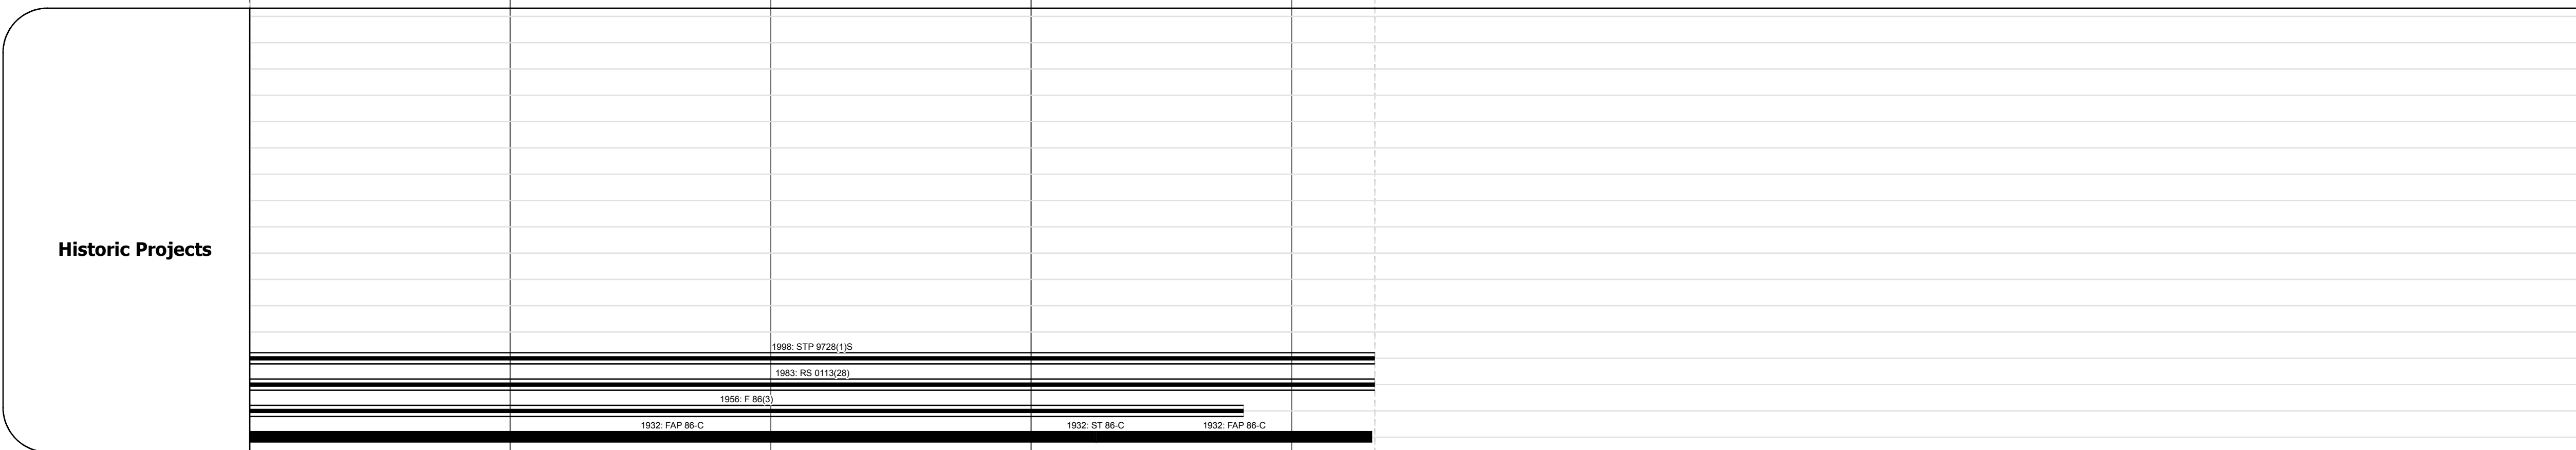 Historic Projects
1998: STP 9728(1)S
1983: RS 0113(28)
1956: F 86(3)
1932: FAP 86-C 1932: ST 86-C 1932: FAP 86-C